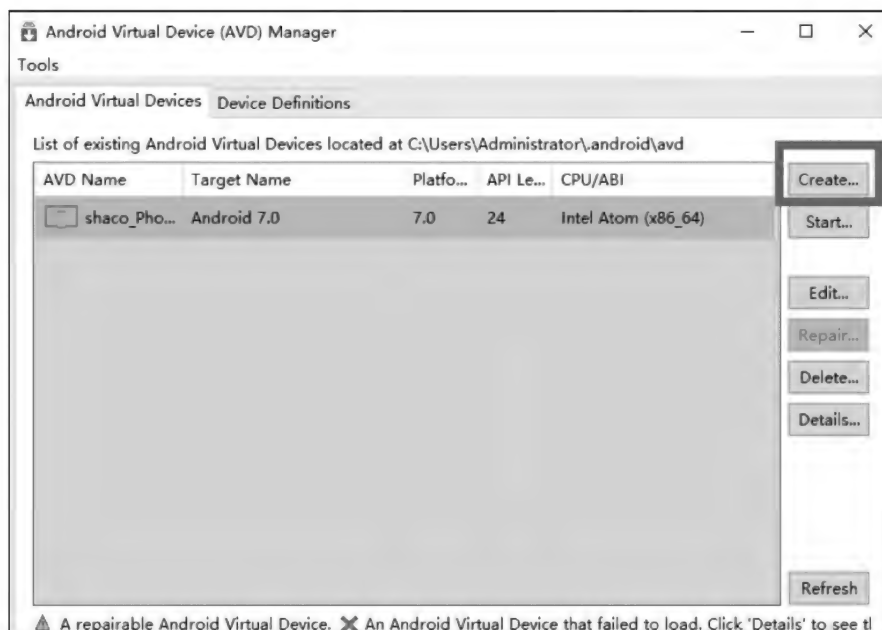 Android Virtual Device (AVD) Manager
Tools
Android Virtual Devices Device Definitions
List of existing Android Virtual Devices located at C:\Users\Administrator\.android\avd
AVD Name Target Name Platfo... API Le... CPU/ABI Create...
shaco_Pho... Android 7.0 7.0 24 Intel Atom (x86_64) Start...
Edit...
Repair...
Delete...
Details...
Refresh
A repairable Android Virtual Device. An Android Virtual Device that failed to load. Click 'Details' to see